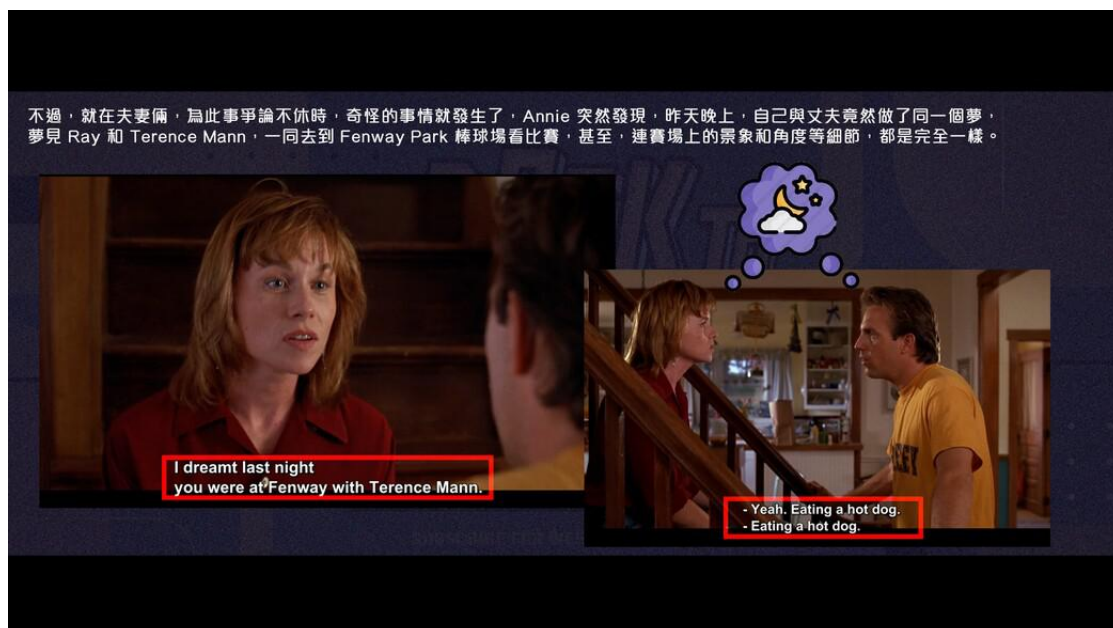 不過，就在夫妻倆，為此事爭論不休時，奇怪的事情就發生了，Annie 突然發現，昨天晚上，自己與丈夫竟然做了同一個夢，
夢見 Ray 和 Terence Mann，一同去到 Fenway Park 棒球場看比賽，甚至，連賽場上的景象和角度等細節，都是完全一樣。
I dreamt last night
you were at Fenway with Terence Mann.
- Yeah. Eating a hot dog.
- Eating a hot dog.